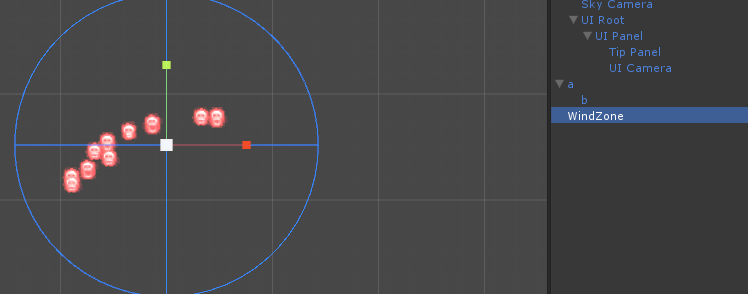 Sky Camera
UI Root
UI Panel
Tip Panel
UI Camera
a
b
WindZone